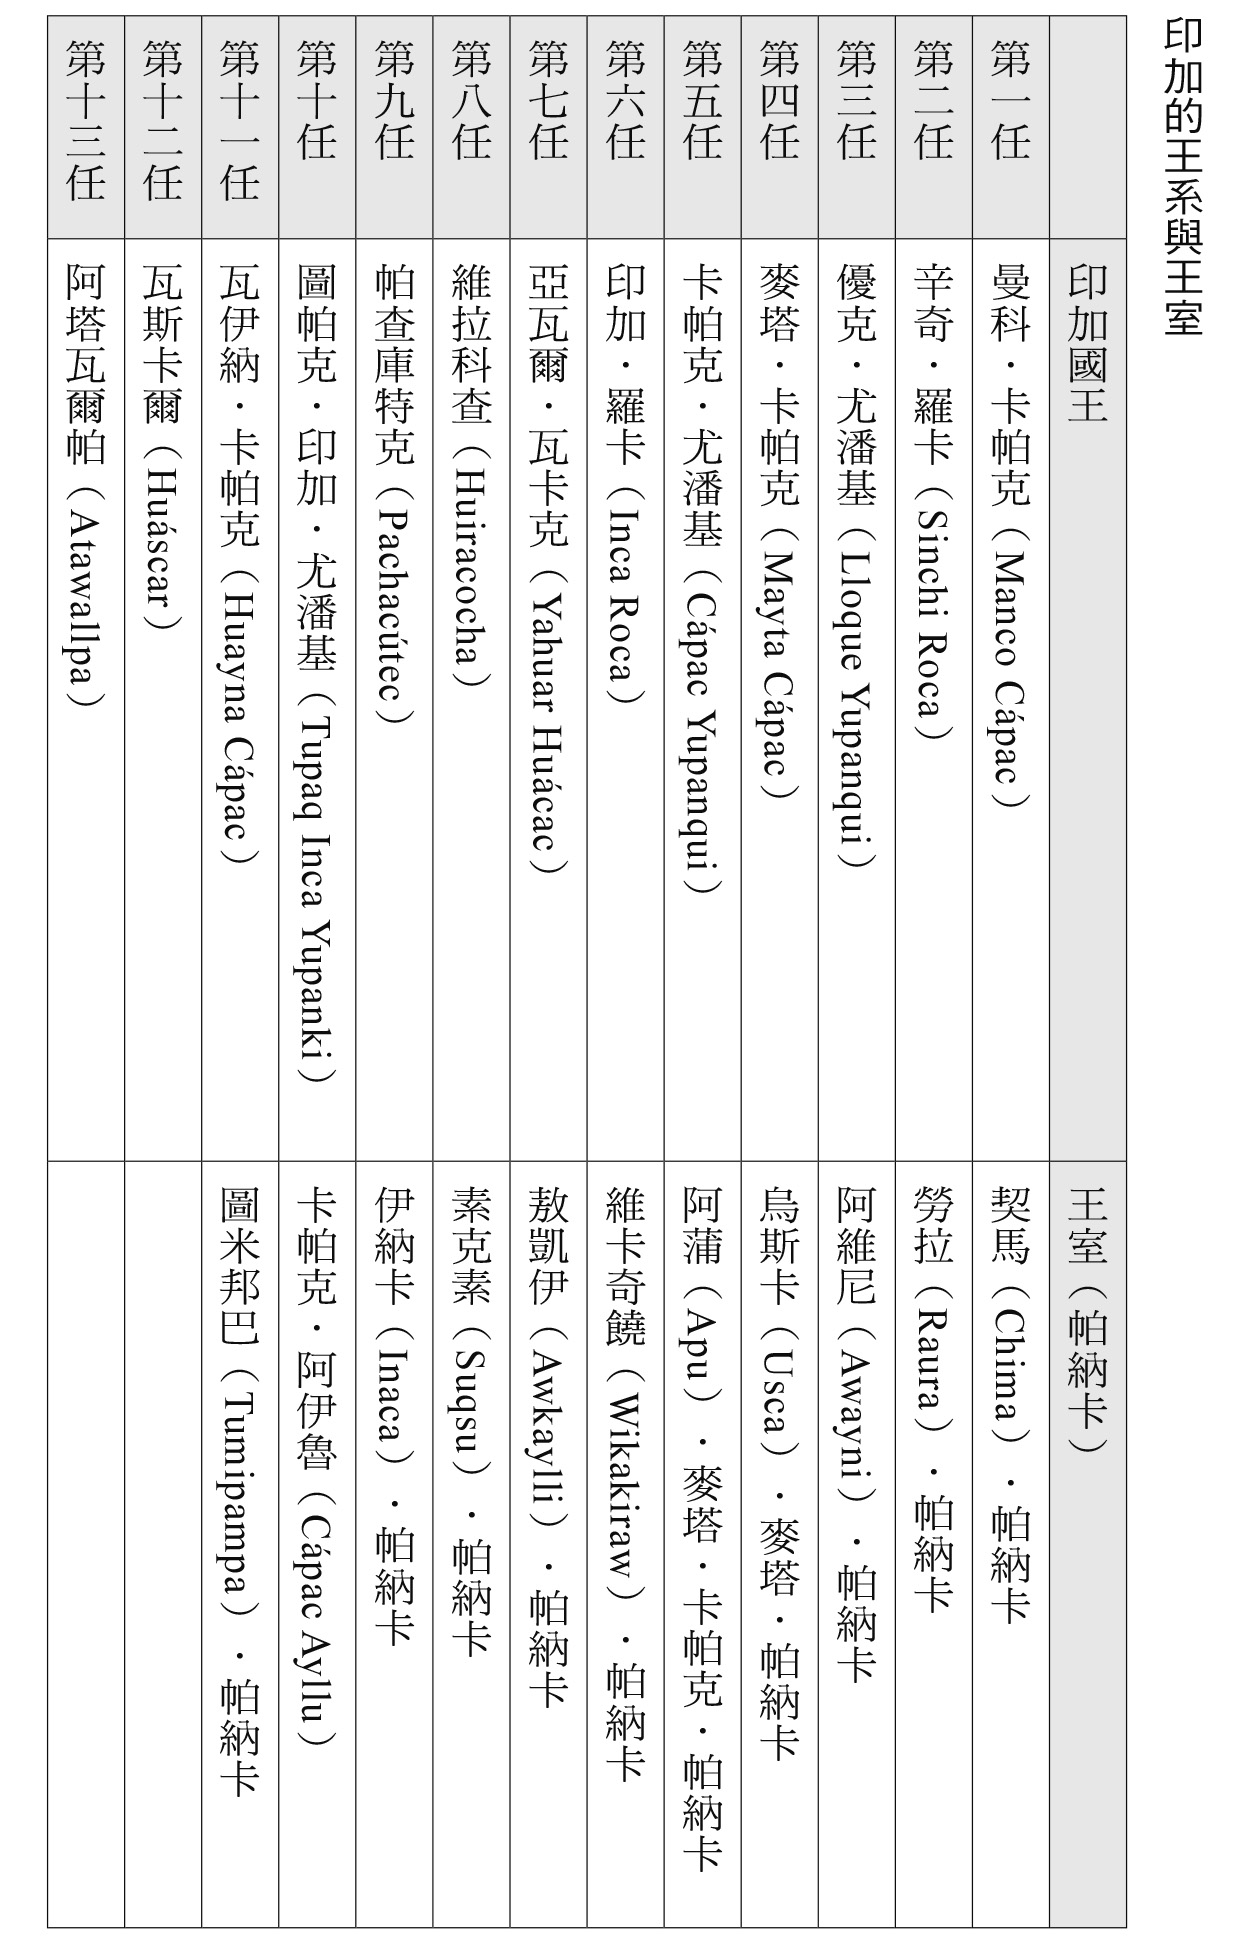 印加的王系與王室
印加國王
王室（帕納卡）
第一任
曼科．卡帕克（Manco Cápac）
契馬（Chima）．帕納卡
第二任
辛奇．羅卡（Sinchi Roca）
勞拉（Raura）．帕納卡
第三任
優克．尤潘基（Lloque Yupanqui）
阿維尼（Awayni）．帕納卡
第四任
麥塔．卡帕克（Mayta Cápac）
烏斯卡（Usca）．麥塔．帕納卡
第五任
卡帕克．尤潘基（Cápac Yupanqui）
阿蒲（Apu）．麥塔．卡帕克．帕納卡
第六任
印加．羅卡（Inca Roca）
維卡奇饒（Wikakiraw）．帕納卡
第七任
亞瓦爾．瓦卡克（Yahuar Huácac）
敖凱伊（Awkaylli）．帕納卡
第八任
維拉科查（Huiracocha）
素克素（Suqsu）．帕納卡
第九任
帕查庫特克（Pachacútec）
伊納卡（Inaca）．帕納卡
第十任
圖帕克．印加．尤潘基（Tupaq Inca Yupanki）
卡帕克．阿伊魯（Cápac Ayllu）
第十一任
瓦伊納．卡帕克（Huayna Cápac）
圖米邦巴（Tumipampa）．帕納卡
第十二任
瓦斯卡爾（Huáscar）
第十三任
阿塔瓦爾帕（Atawallpa）